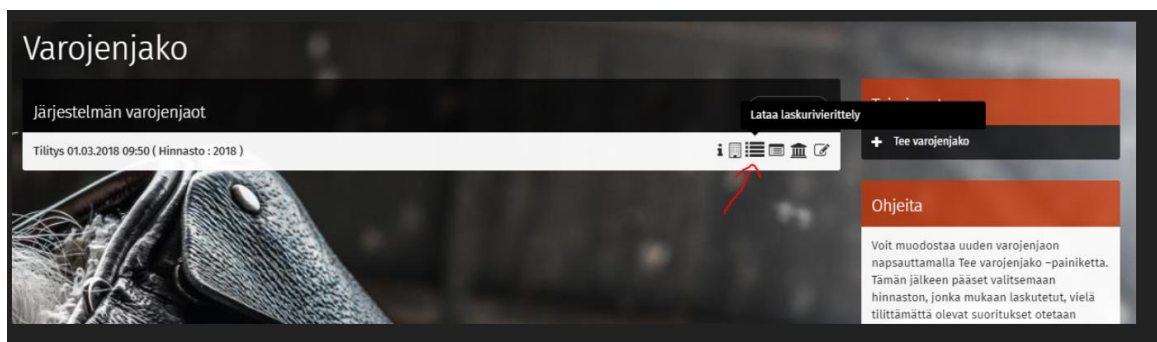 Varojenjako
Järjestelmän varojenjaot
Lataa laskurivierittely
Tilitys 01.03.2018 09:50 ( Hinnasto : 2018 )
Tee varojenjako
Ohjeita
Voit muodostaa uuden varojenjaon
napsauttamalla Tee varojenjako –painiketta.
Tämän jälkeen pääset valitsemaan
hinnaston, jonka mukaan laskutetut, vielä
tilittämättä olevat suoritukset otetaan